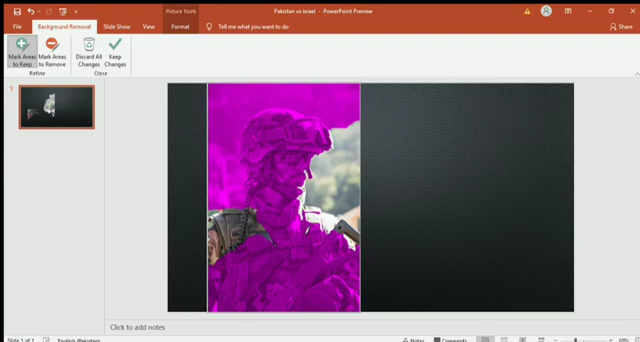 Picture Tools
Pakistan vs israel - PowerPoint Preview
File
Background Removal
Slide Show
View
Format
Tell me what you want to do
Share
Mark Areas to Keep
Mark Areas to Remove
Discard All Changes
Keep Changes
Refine
Close
1
Click to add notes
Slide 1 of 1
English (Pakistan)
Notes
Comments
68%